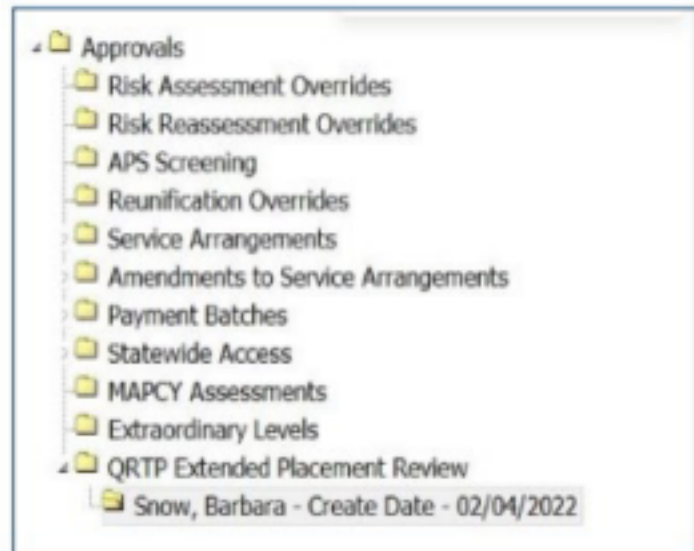 Approvals
Risk Assessment Overrides
Risk Reassessment Overrides
APS Screening
Reunification Overrides
Service Arrangements
Amendments to Service Arrangements
Payment Batches
Statewide Access
MAPCY Assessments
Extraordinary Levels
QRTP Extended Placement Review
Snow, Barbara - Create Date - 02/04/2022